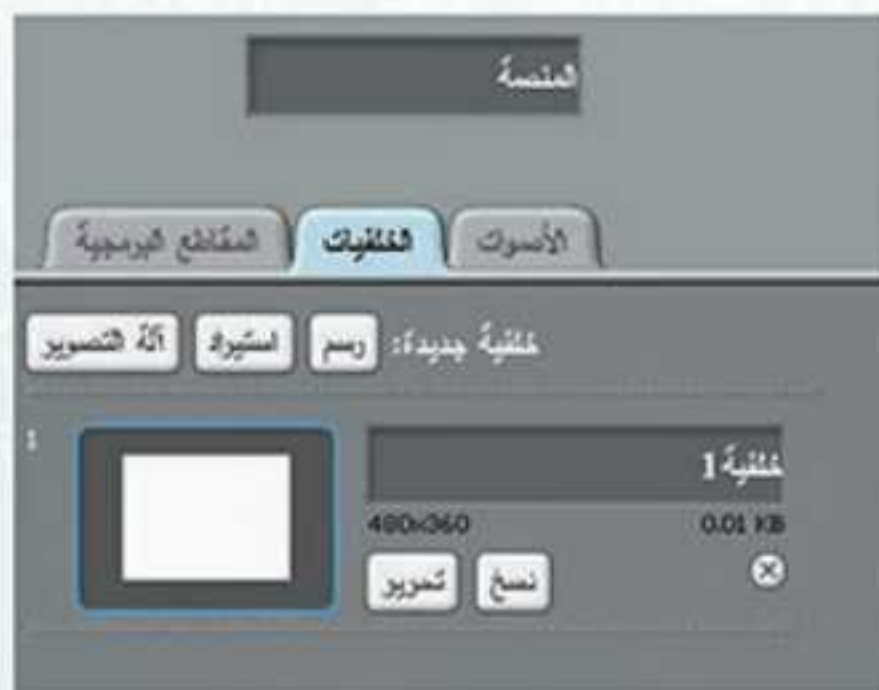 المنصة
المقاطع البرمجية الخلفيات الأصوات
خلفية جديدة: رسم استيراد آلة التصوير
1
خلفية1
480x360 0.01 KB
تحرير نسخ